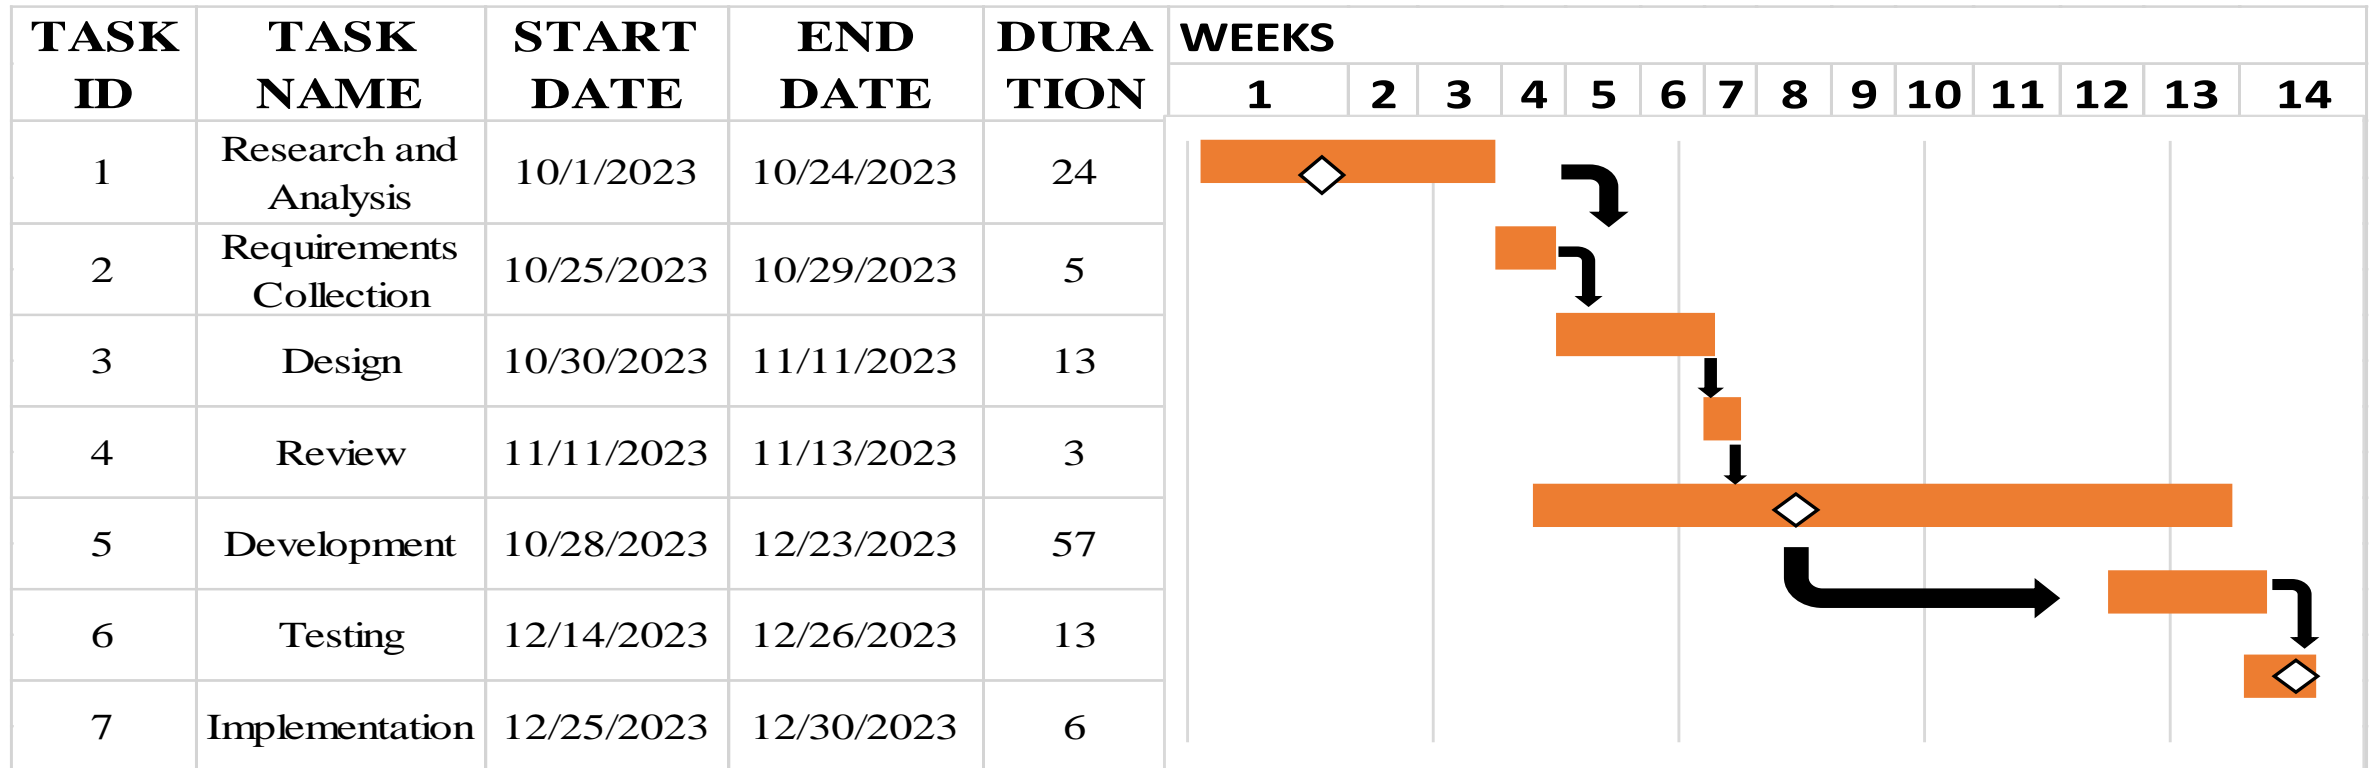 TASK ID TASK NAME START DATE END DATE DURA TION WEEKS
1 2 3 4 5 6 7 8 9 10 11 12 13 14
1 Research and Analysis 10/1/2023 10/24/2023 24
2 Requirements Collection 10/25/2023 10/29/2023 5
3 Design 10/30/2023 11/11/2023 13
4 Review 11/11/2023 11/13/2023 3
5 Development 10/28/2023 12/23/2023 57
6 Testing 12/14/2023 12/26/2023 13
7 Implementation 12/25/2023 12/30/2023 6